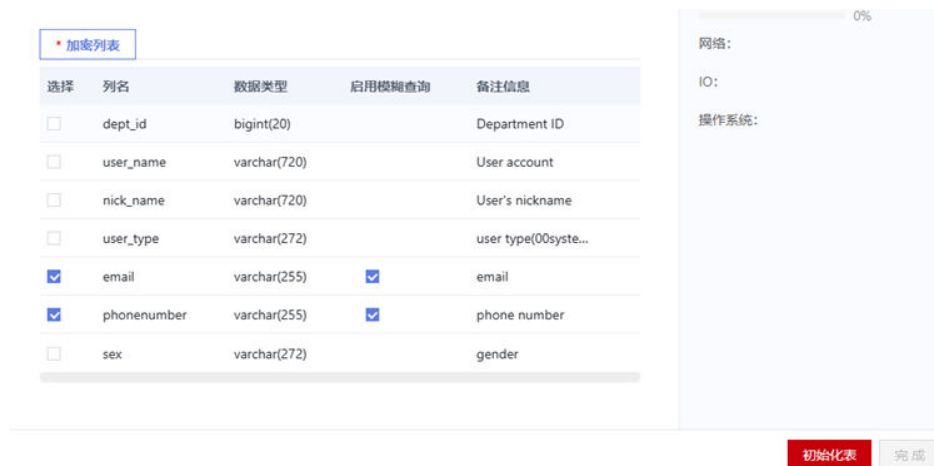 0%
* 加密列表
网络：
选择 列名 数据类型 启用模糊查询 备注信息
IO：
dept_id bigint(20) Department ID
操作系统：
user_name varchar(720) User account
nick_name varchar(720) User's nickname
user_type varchar(272) user type(00syste...
email varchar(255) email
phonenumber varchar(255) phone number
sex varchar(272) gender
初始化表 完成